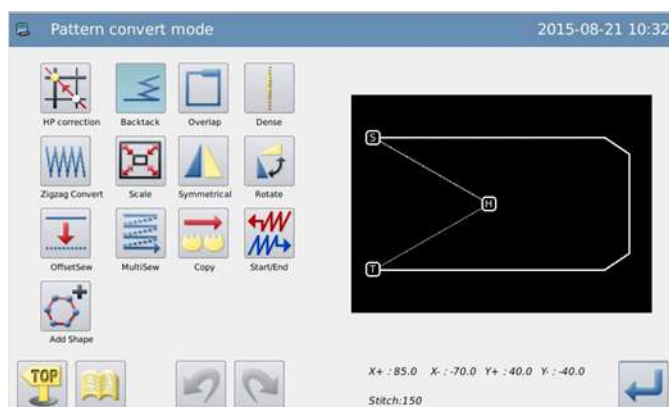 Pattern convert mode 2015-08-21 10:32
HP correction Backtack Overlap Dense
Zigzag Convert Scale Symmetrical Rotate
OffsetSew MultiSew Copy Start/End
Add Shape
S
H
T
TOP
X+ : 85.0 X- : -70.0 Y+ : 40.0 Y- : -40.0
Stitch:150